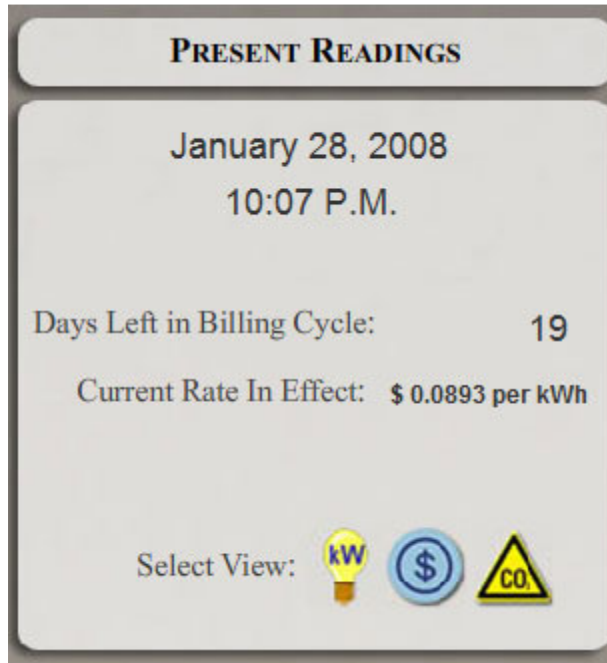 PRESENT READINGS
January 28, 2008
10:07 P.M.
Days Left in Billing Cycle: 19
Current Rate In Effect: $ 0.0893 per kWh
Select View: kW $ CO₂